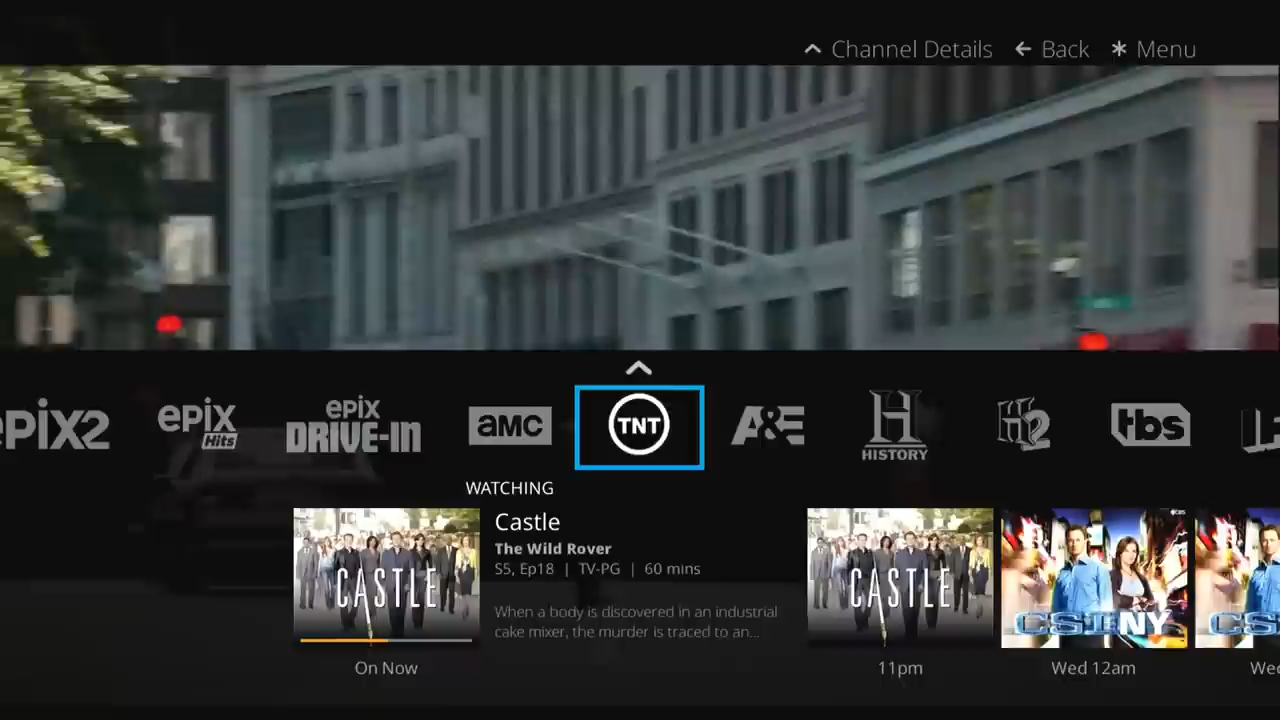 Channel Details Back * Menu
ePIX2
epix Hits
epix DRIVE-IN
amc
TNT
A&E
H HISTORY
H2
tbs
WATCHING
CASTLE
Castle
The Wild Rover
S5, Ep18 | TV-PG | 60 mins
When a body is discovered in an industrial
cake mixer, the murder is traced to an...
On Now
CASTLE
11pm
CSI:NY
Wed 12am